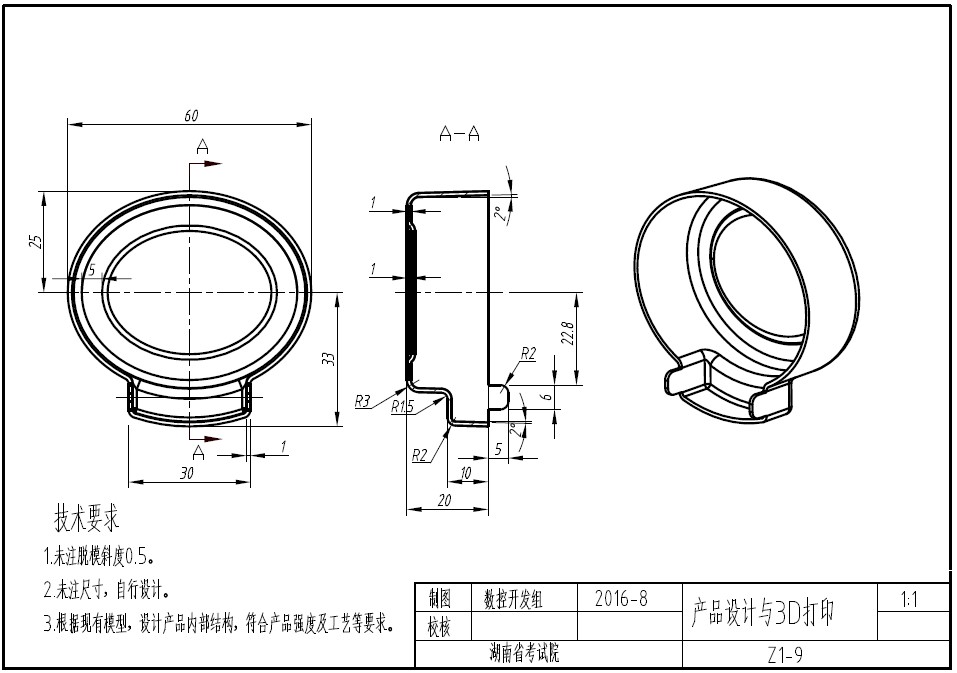 60
A-A
A
1
2°
25
5
1
33
22.8
R2
R3
R1.5
6
2°
A
1
R2
5
30
10
20
技术要求
1.未注脱模斜度0.5。
2.未注尺寸，自行设计。
3.根据现有模型，设计产品内部结构，符合产品强度及工艺等要求。
制图 数控开发组 2016-8 产品设计与3D打印 1:1
校核
湖南省考试院 Z1-9